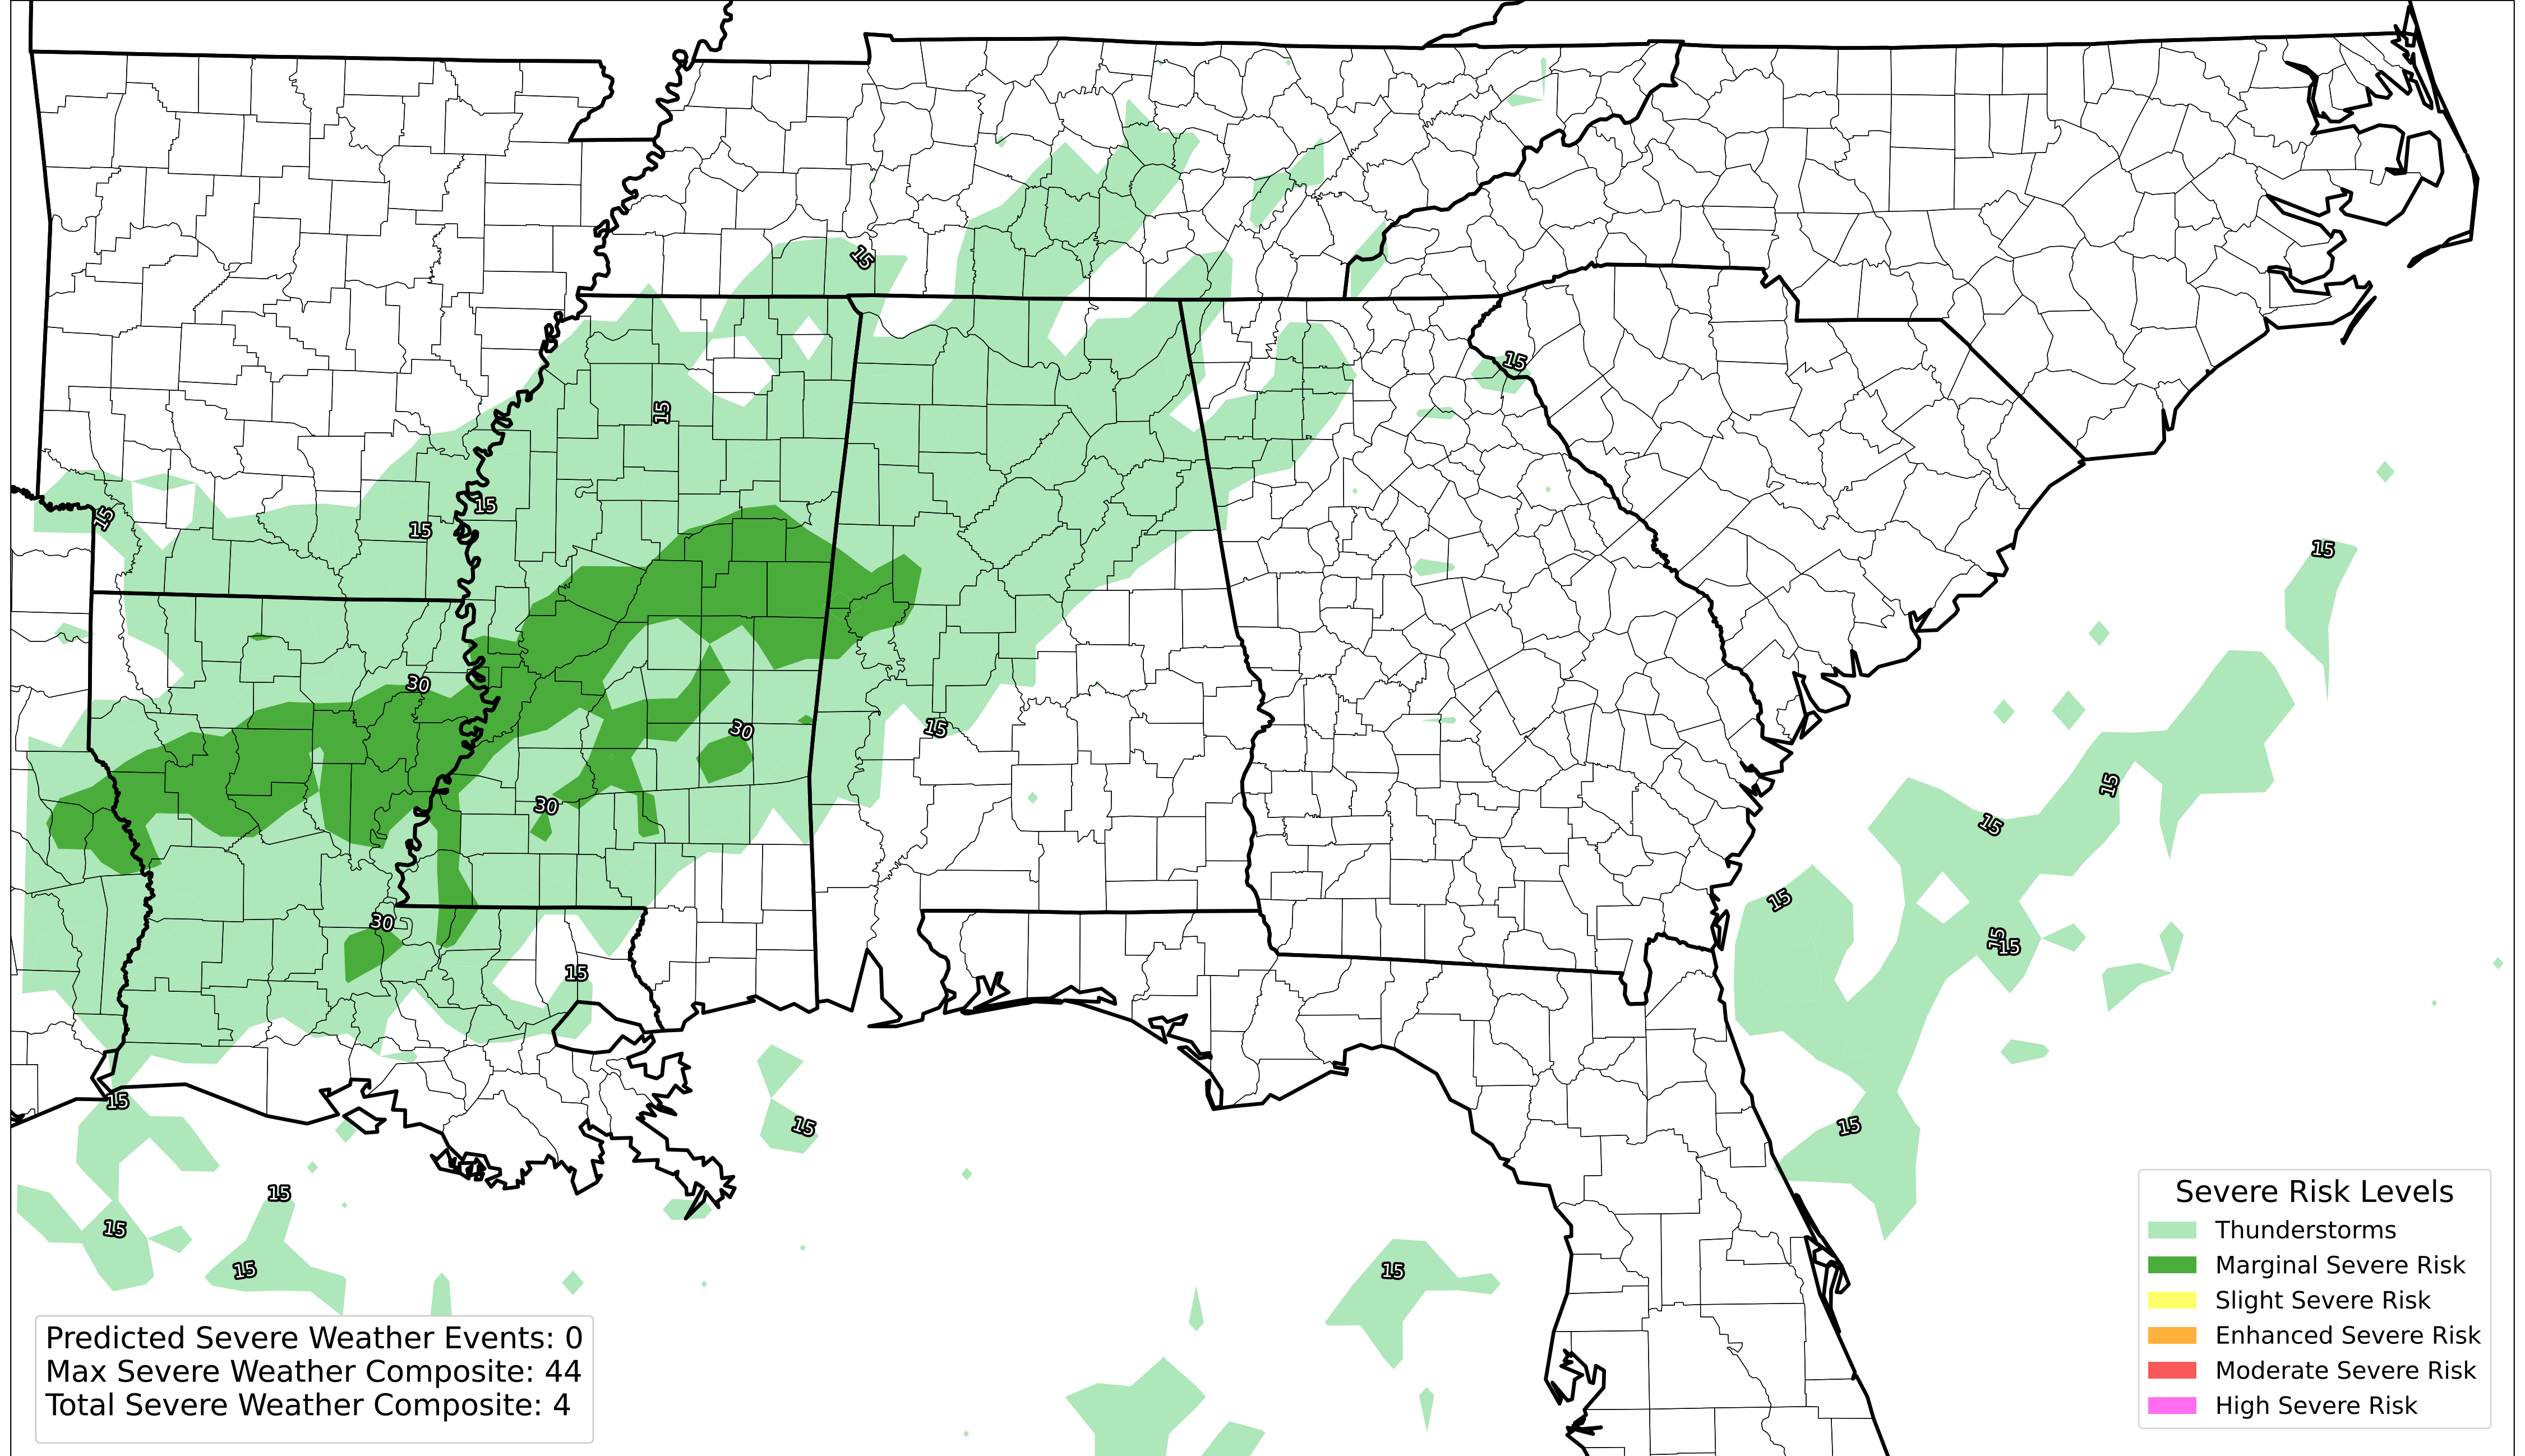 15
15
15
15
15
15
15
30
15
30
15
30
15
15
15
30
15
15
15
15
15
15
15
15
15
15
Severe Risk Levels
Thunderstorms
Marginal Severe Risk
Slight Severe Risk
Enhanced Severe Risk
Moderate Severe Risk
High Severe Risk
Predicted Severe Weather Events: 0
Max Severe Weather Composite: 44
Total Severe Weather Composite: 4